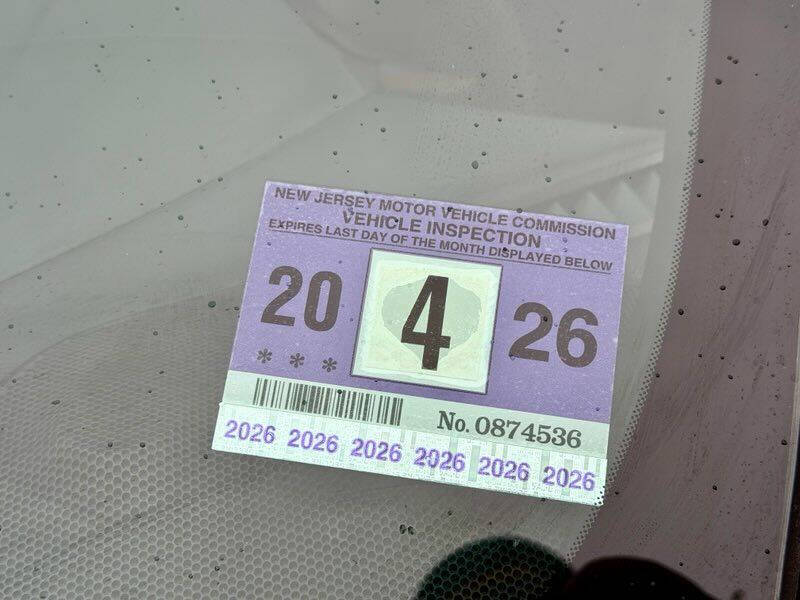 NEW JERSEY MOTOR VEHICLE COMMISSION
VEHICLE INSPECTION
EXPIRES LAST DAY OF THE MONTH DISPLAYED BELOW
20 4 26
* * *
No. 0874536
2026 2026 2026 2026 2026 2026